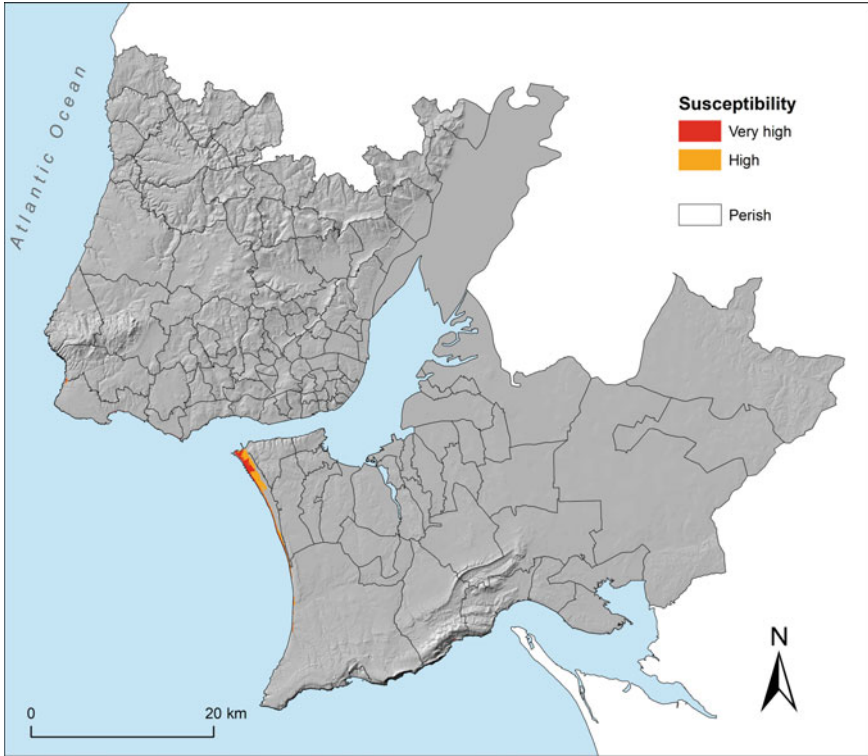 Atlantic Ocean
Susceptibility
Very high
High
Perish
N
0 20 km